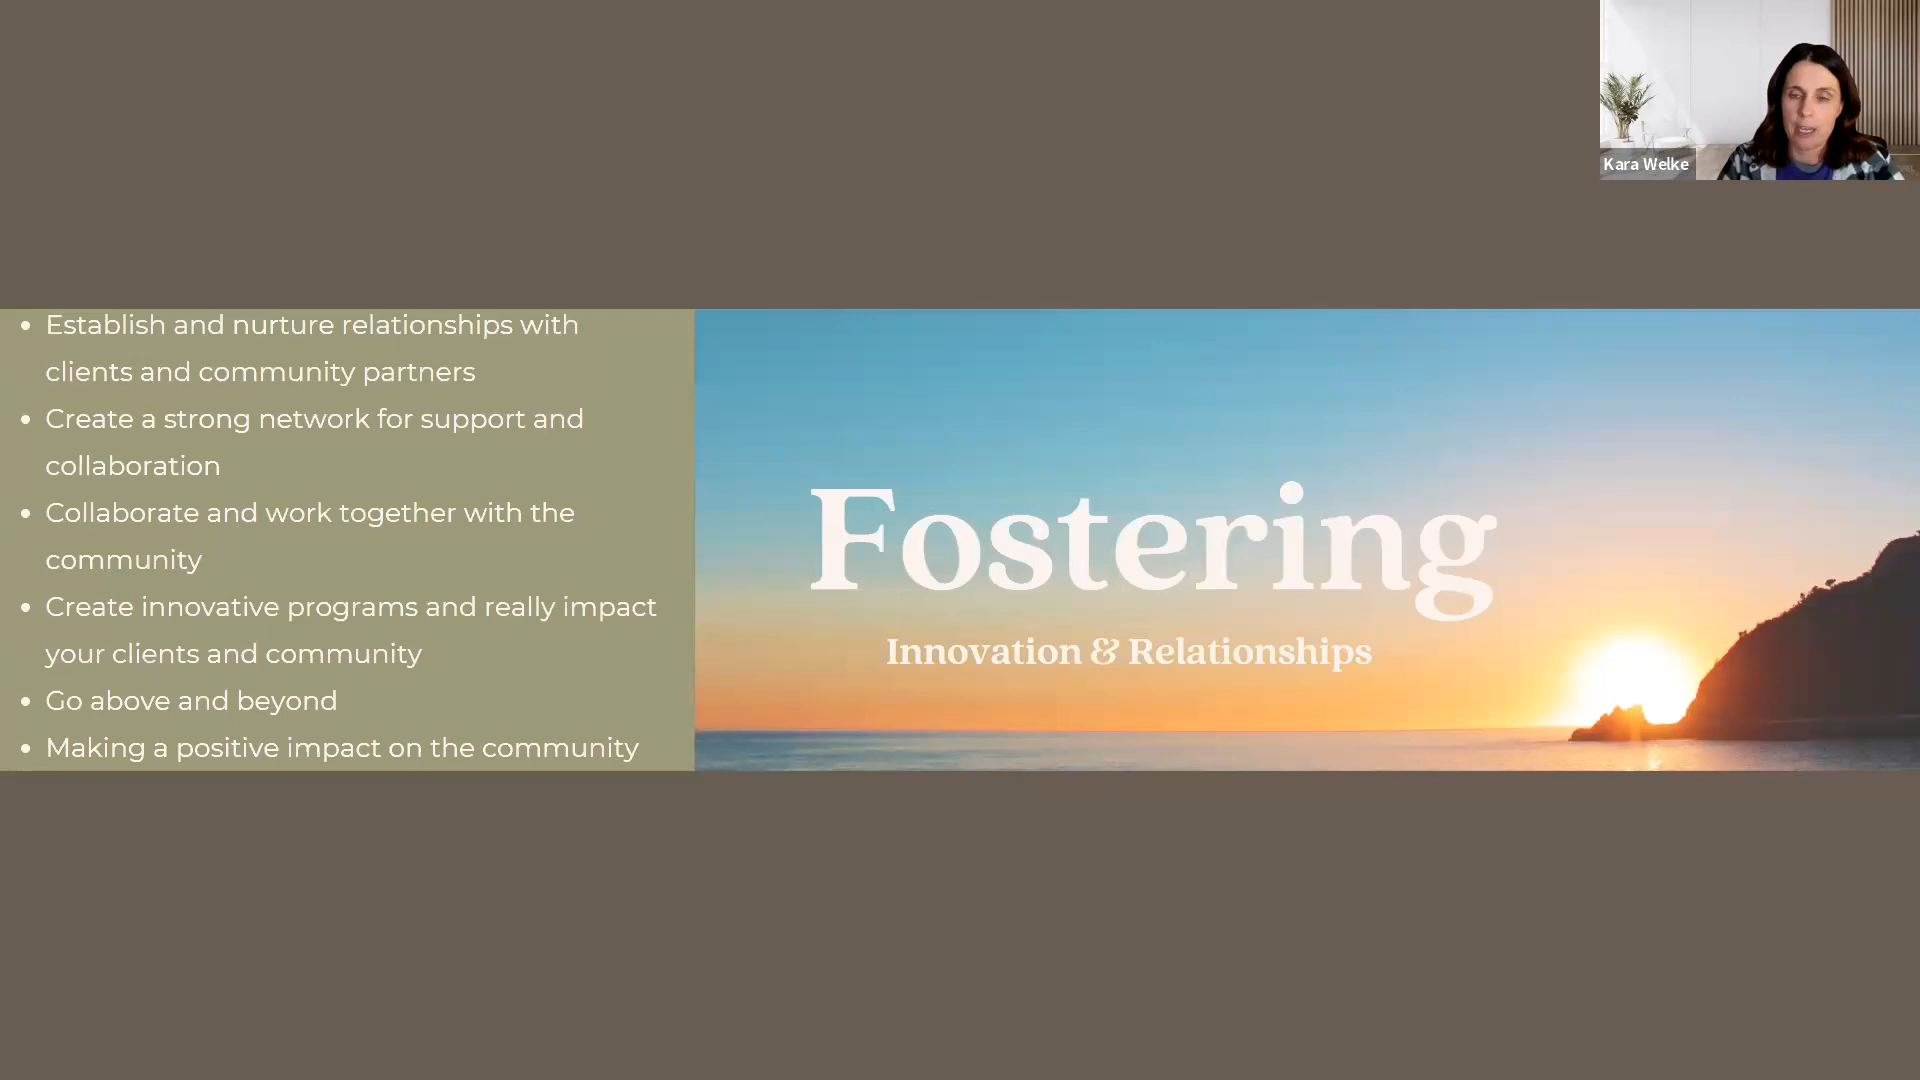 Kara Welke
• Establish and nurture relationships with
clients and community partners
• Create a strong network for support and
collaboration
• Collaborate and work together with the
community
• Create innovative programs and really impact
your clients and community
• Go above and beyond
• Making a positive impact on the community
Fostering
Innovation & Relationships